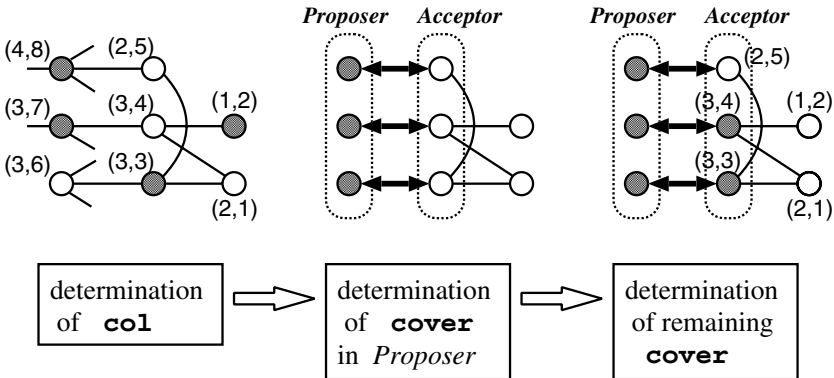 Proposer Acceptor Proposer Acceptor
(4,8) (2,5) (2,5)
(3,7) (3,4) (1,2) (3,4) (1,2)
(3,6) (3,3) (3,3)
(2,1) (2,1)
determination
of col
determination
of cover
in Proposer
determination
of remaining
cover